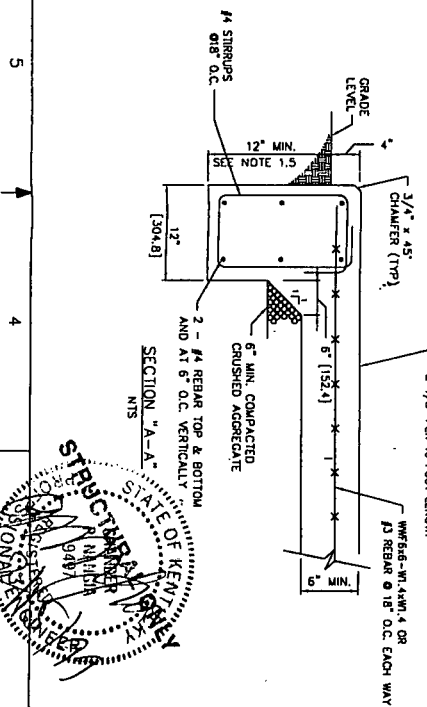 5
4
#4 STIRRUPS
@18" O.C.
GRADE
LEVEL
12" MIN.
SEE NOTE 1.5
4"
3/4" x 45°
CHAMFER (TYP)
12"
[304.8]
1
1
6" [152.4]
6" MIN. COMPACTED
CRUSHED AGGREGATE
2 - #4 REBAR TOP & BOTTOM
AND AT 6" O.C. VERTICALLY
WWF6x6-W1.4xW1.4 OR
#3 REBAR @ 18" O.C. EACH WAY
6" MIN.
SECTION "A-A"
NTS
STATE OF KENTUCKY
9497
STRUCTURAL ONLY